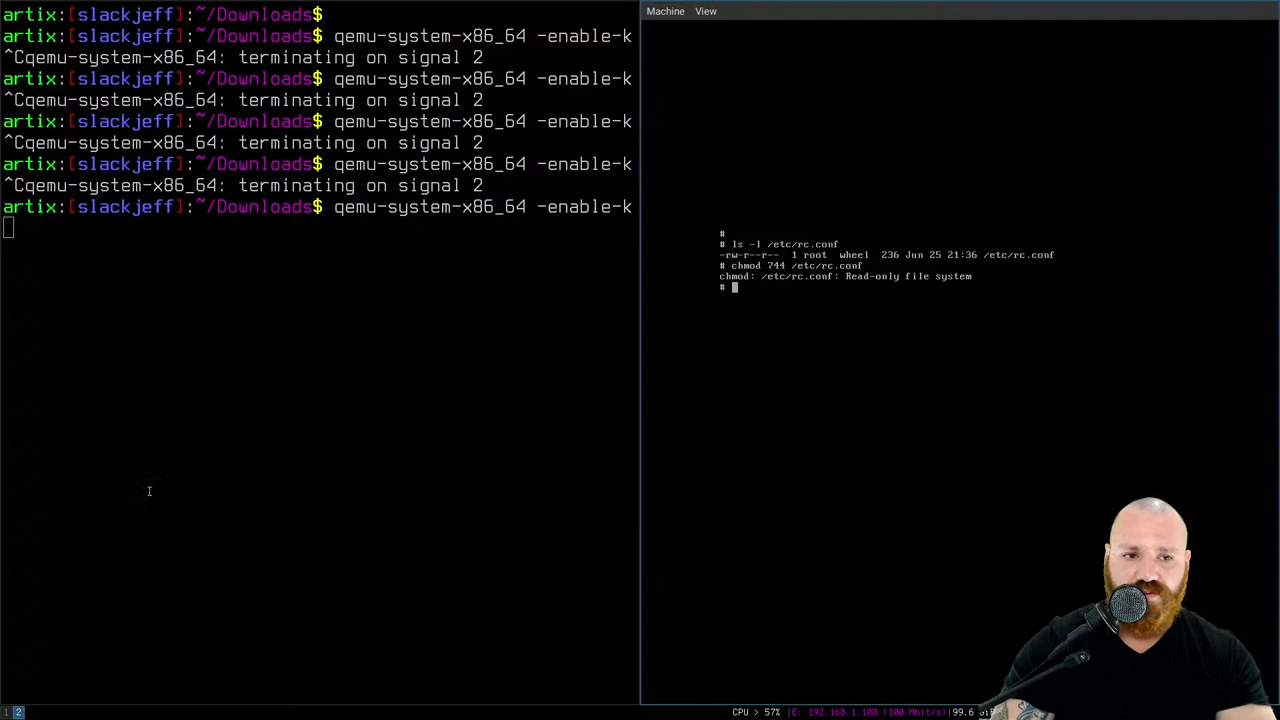 artix:[slackjeff]:~/Downloads$
artix:[slackjeff]:~/Downloads$ qemu-system-x86_64 -enable-k
^Cqemu-system-x86_64: terminating on signal 2
artix:[slackjeff]:~/Downloads$ qemu-system-x86_64 -enable-k
^Cqemu-system-x86_64: terminating on signal 2
artix:[slackjeff]:~/Downloads$ qemu-system-x86_64 -enable-k
^Cqemu-system-x86_64: terminating on signal 2
artix:[slackjeff]:~/Downloads$ qemu-system-x86_64 -enable-k
^Cqemu-system-x86_64: terminating on signal 2
artix:[slackjeff]:~/Downloads$ qemu-system-x86_64 -enable-k
Machine View
#
# ls -l /etc/rc.conf
-rw-r--r-- 1 root wheel 236 Jun 25 21:36 /etc/rc.conf
# chmod 744 /etc/rc.conf
chmod: /etc/rc.conf: Read-only file system
#
1 2
CPU > 57% |E: 192.168.1.100 (100 Mbit/s)|99,6